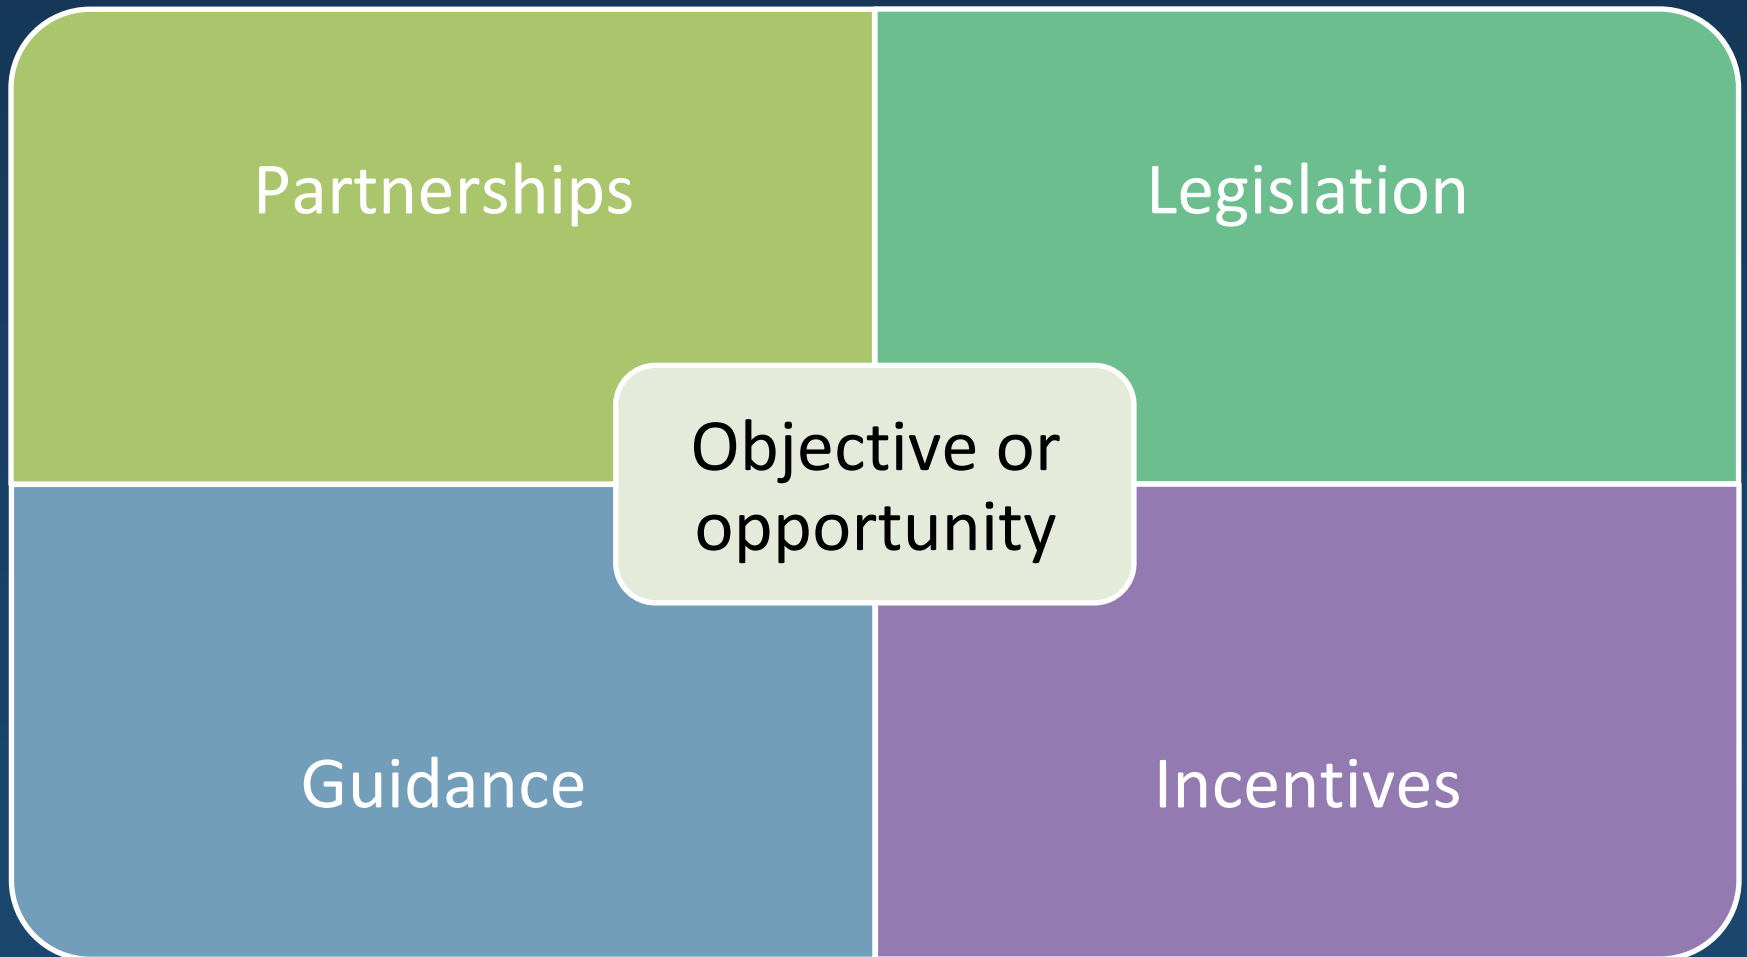 Partnerships
Legislation
Objective or
opportunity
Guidance
Incentives